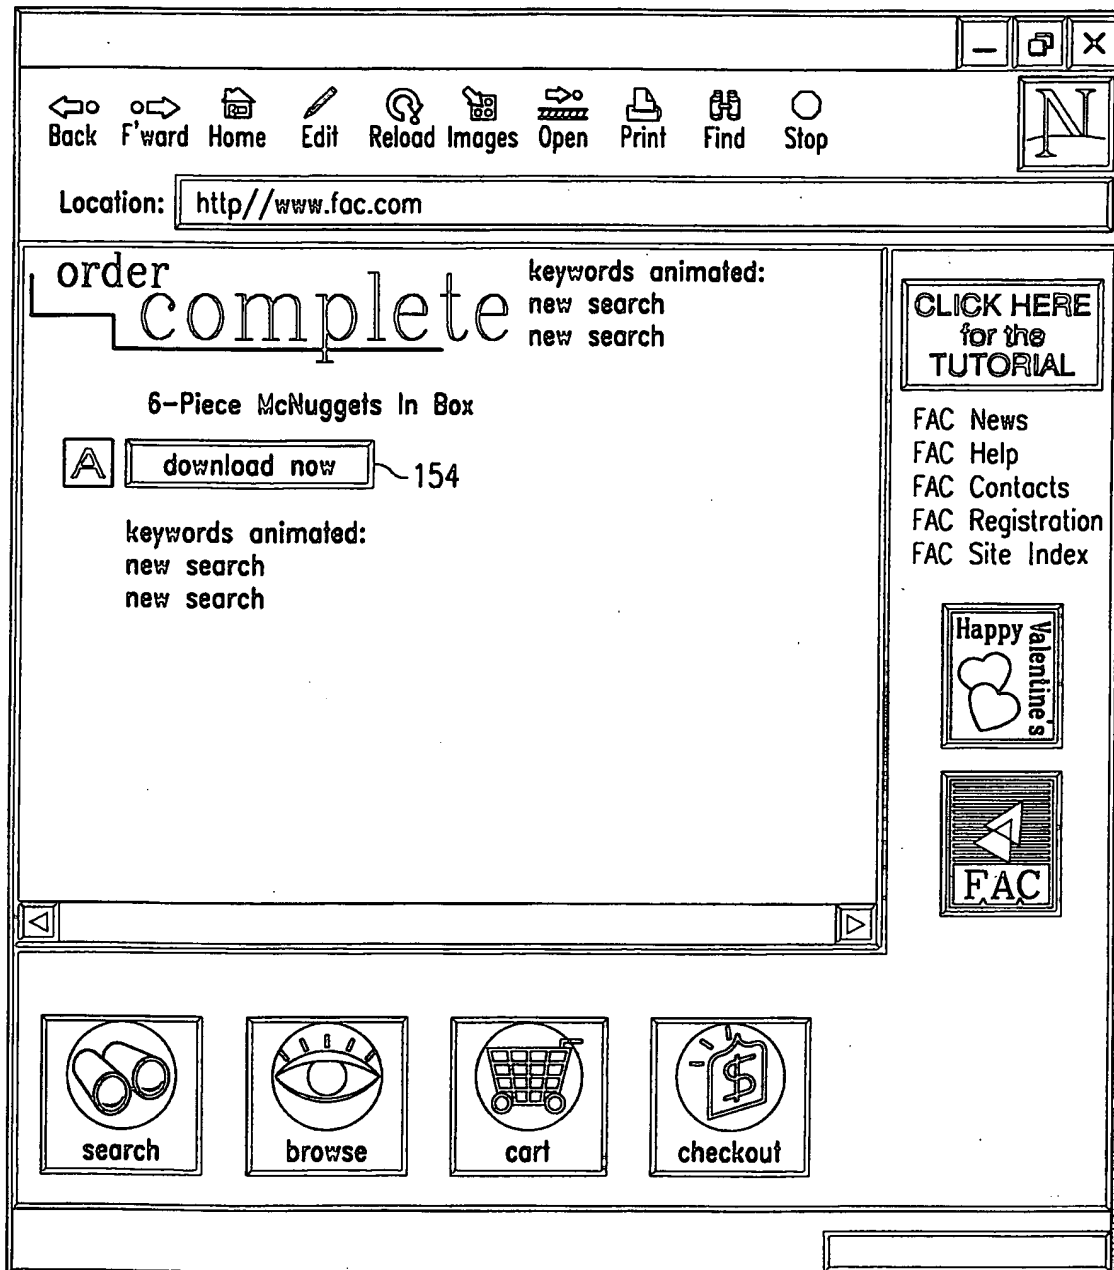 Back F'ward Home Edit Reload Images Open Print Find Stop
N
Location: http//www.fac.com
order
complete
keywords animated:
new search
new search
6-Piece McNuggets In Box
A download now 154
keywords animated:
new search
new search
CLICK HERE
for the
TUTORIAL
FAC News
FAC Help
FAC Contacts
FAC Registration
FAC Site Index
Happy
Valentine's
FAC
search browse cart checkout